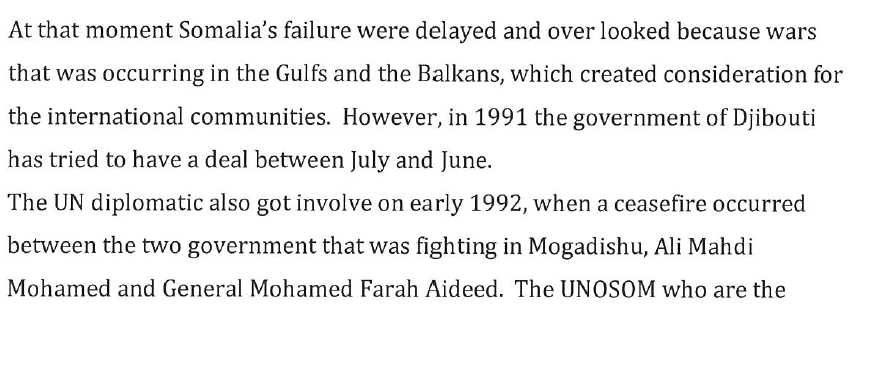 At that moment Somalia's failure were delayed and over looked because wars
that was occurring in the Gulfs and the Balkans, which created consideration for
the international communities.  However, in 1991 the government of Djibouti
has tried to have a deal between July and June.
The UN diplomatic also got involve on early 1992, when a ceasefire occurred
between the two government that was fighting in Mogadishu, Ali Mahdi
Mohamed and General Mohamed Farah Aideed.  The UNOSOM who are the